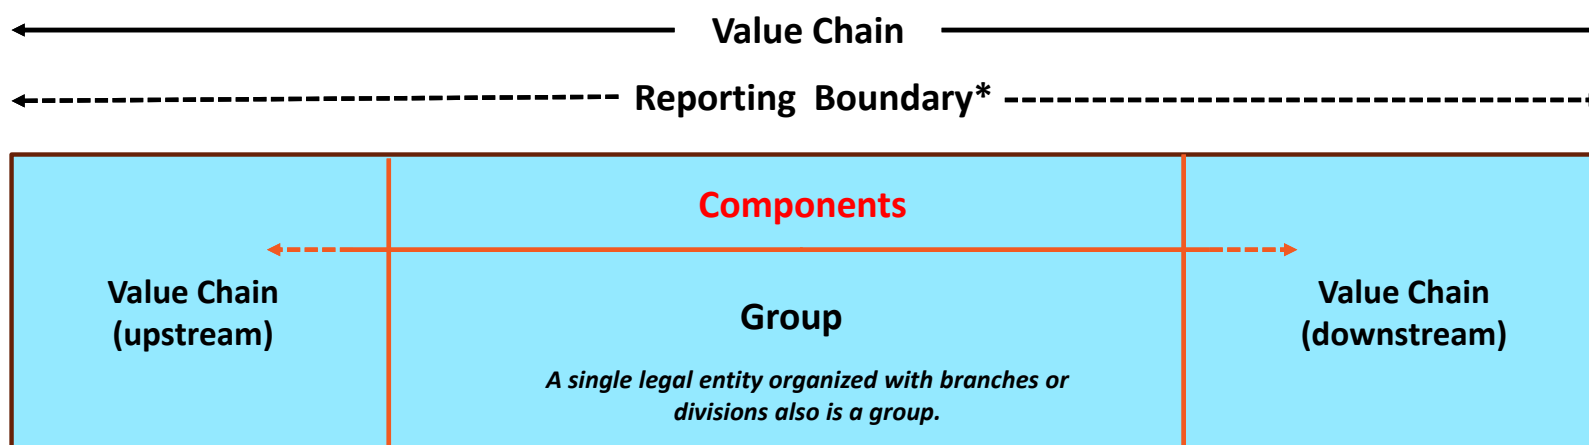 Value Chain
Reporting Boundary*
Components
Value Chain
(upstream)
Group
A single legal entity organized with branches or
divisions also is a group.
Value Chain
(downstream)